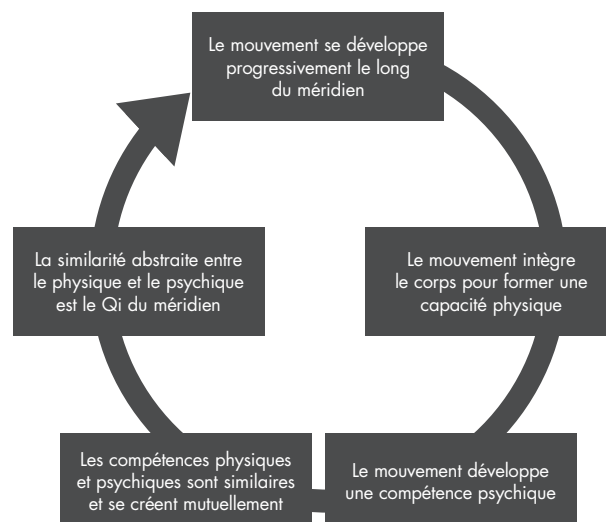 Le mouvement se développe
progressivement le long
du méridien
Le mouvement intègre
le corps pour former une
capacité physique
Le mouvement développe
une compétence psychique
Les compétences physiques
et psychiques sont similaires
et se créent mutuellement
La similarité abstraite entre
le physique et le psychique
est le Qi du méridien